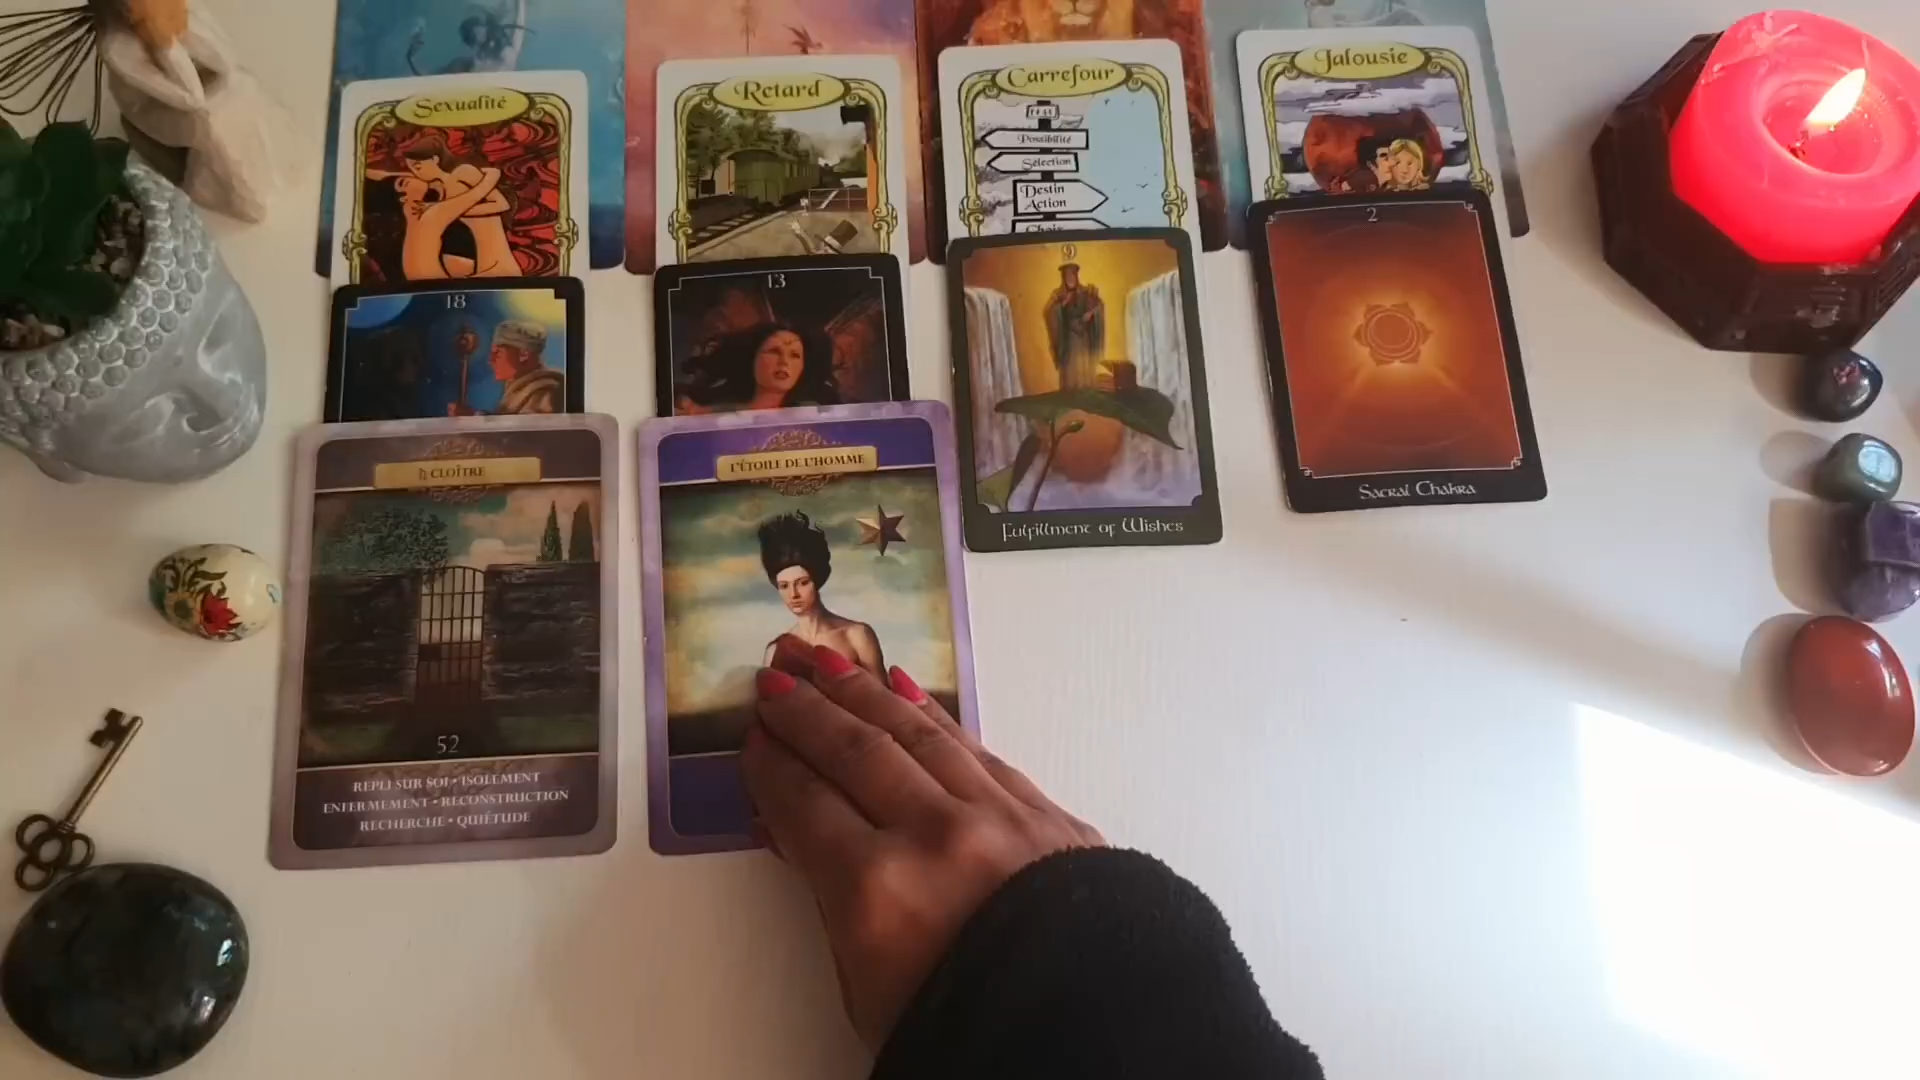 Sexualité
Retard
Carrefour
Possibilité
Sélection
Destin
Action
Choix
Jalousie
18
13
9
Fulfillment of Wishes
2
Sacral Chakra
CLOÎTRE
52
REPLI SUR SOI • ISOLEMENT
ENFERMEMENT • RECONSTRUCTION
RECHERCHE • QUIÉTUDE
L'ÉTOILE DE L'HOMME